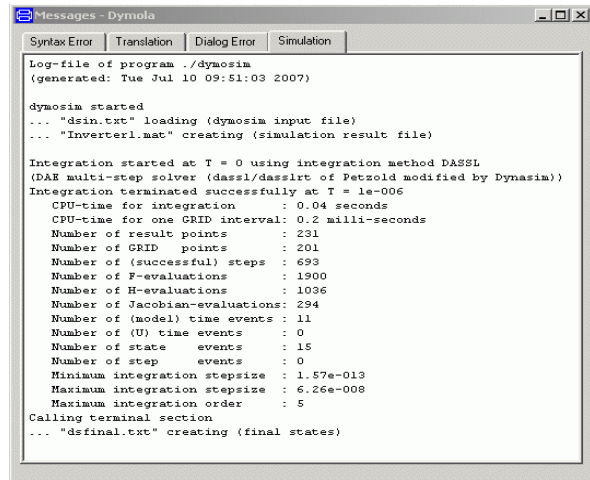 Messages - Dymola
Syntax Error Translation Dialog Error Simulation
Log-file of program ./dymosim
(generated: Tue Jul 10 09:51:03 2007)
dymosim started
... "dsin.txt" loading (dymosim input file)
... "Inverter1.mat" creating (simulation result file)
Integration started at T = 0 using integration method DASSL
(DAE multi-step solver (dassl/dasslrt of Petzold modified by Dynasim))
Integration terminated successfully at T = 1e-006
CPU-time for integration : 0.04 seconds
CPU-time for one GRID interval: 0.2 milli-seconds
Number of result points : 231
Number of GRID points : 201
Number of (successful) steps : 693
Number of F-evaluations : 1900
Number of H-evaluations : 1036
Number of Jacobian-evaluations: 294
Number of (model) time events : 11
Number of (U) time events : 0
Number of state events : 15
Number of step events : 0
Minimum integration stepsize : 1.57e-013
Maximum integration stepsize : 6.26e-008
Maximum integration order : 5
Calling terminal section
... "dsfinal.txt" creating (final states)